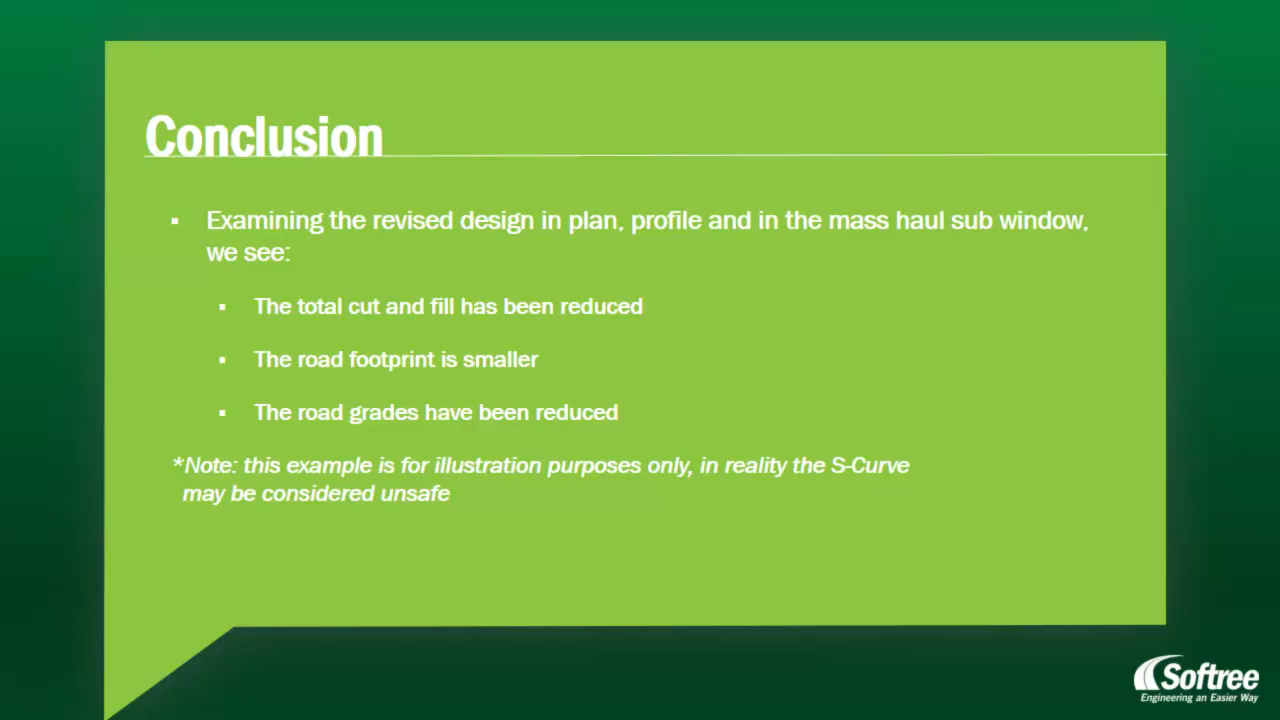 Conclusion
▪ Examining the revised design in plan, profile and in the mass haul sub window,
we see:
▪ The total cut and fill has been reduced
▪ The road footprint is smaller
▪ The road grades have been reduced
*Note: this example is for illustration purposes only, in reality the S-Curve
may be considered unsafe
Softree
Engineering an Easier Way